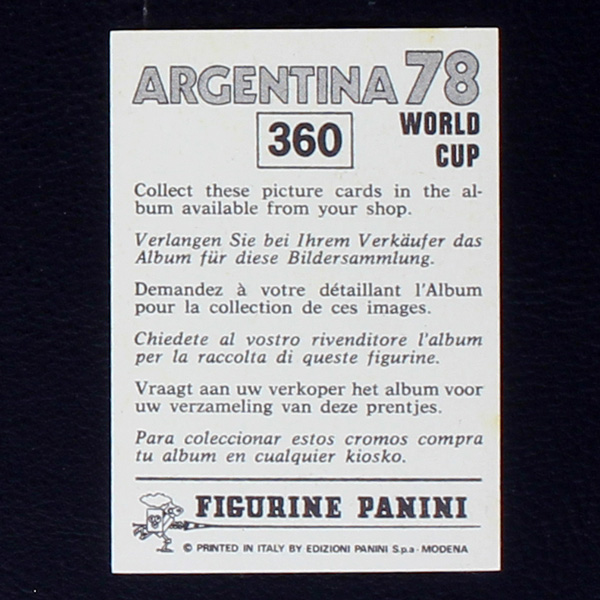 ARGENTINA 78
360
WORLD
CUP
Collect these picture cards in the al-
bum available from your shop.
Verlangen Sie bei Ihrem Verkäufer das
Album für diese Bildersammlung.
Demandez à votre détaillant l'Album
pour la collection de ces images.
Chiedete al vostro rivenditore l'album
per la raccolta di queste figurine.
Vraagt aan uw verkoper het album voor
uw verzameling van deze prentjes.
Para coleccionar estos cromos compra
tu album en cualquier kiosko.
FIGURINE PANINI
© PRINTED IN ITALY BY EDIZIONI PANINI S.p.a - MODENA